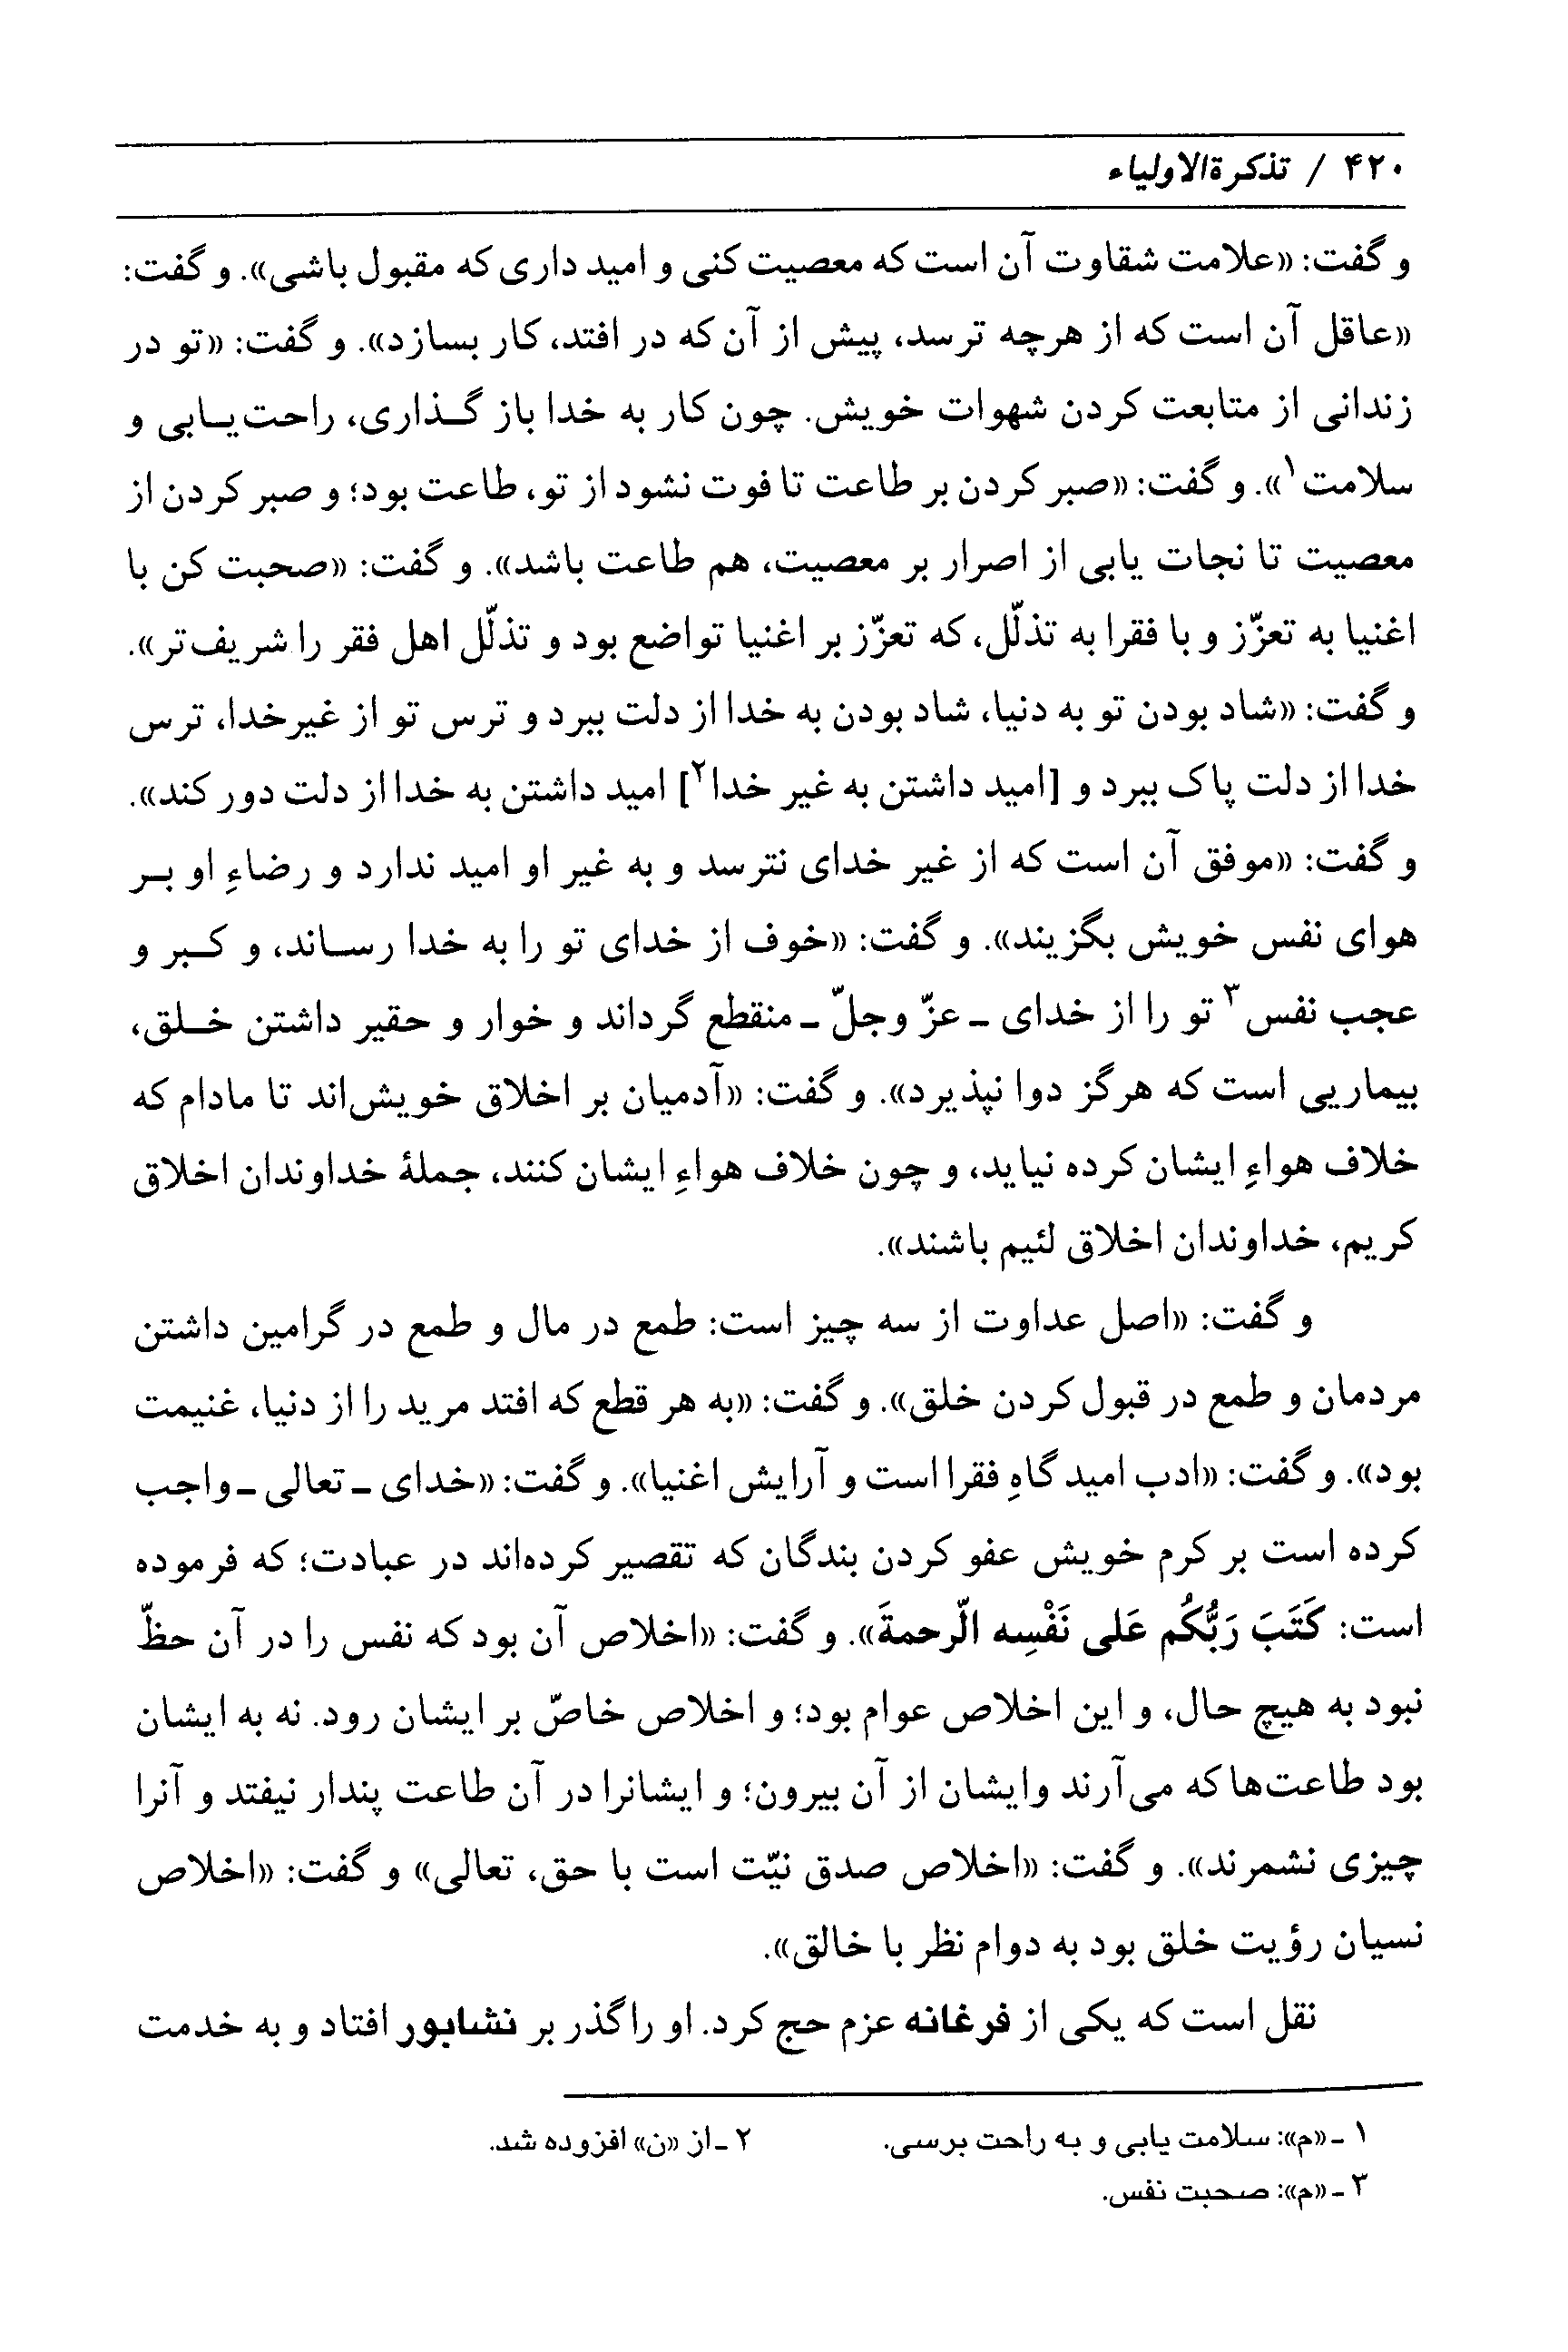 ۴۲۰ / تذکرة‌الاولیاء
و گفت: «علامت شقاوت آن است که معصیت کنی و امید داری که مقبول باشی». و گفت:
«عاقل آن است که از هرچه ترسد، پیش از آن که در افتد، کار بسازد». و گفت: «تو در
زندانی از متابعت کردن شهوات خویش. چون کار به خدا باز گـذاری، راحت‌یـابی و
سلامت۱». و گفت: «صبر کردن بر طاعت تا فوت نشود از تو، طاعت بود؛ و صبر کردن از
معصیت تا نجات یابی از اصرار بر معصیت، هم طاعت باشد». و گفت: «صحبت کن با
اغنیا به تعزّز و با فقرا به تذلّل، که تعزّز بر اغنیا تواضع بود و تذلّل اهل فقر را شریف‌تر».
و گفت: «شاد بودن تو به دنیا، شاد بودن به خدا از دلت ببرد و ترس تو از غیرخدا، ترس
خدا از دلت پاک ببرد و [امید داشتن به غیر خدا۲] امید داشتن به خدا از دلت دور کند».
و گفت: «موفق آن است که از غیر خدای نترسد و به غیر او امید ندارد و رضاءِ او بـر
هوای نفس خویش بگزیند». و گفت: «خوف از خدای تو را به خدا رسـاند، و کـبر و
عجب نفس۳ تو را از خدای ـ عزّ وجلّ ـ منقطع گرداند و خوار و حقیر داشتن خـلق،
بیماریی است که هرگز دوا نپذیرد». و گفت: «آدمیان بر اخلاق خویش‌اند تا مادام که
خلاف هواءِ ایشان کرده نیاید، و چون خلاف هواءِ ایشان کنند، جملهٔ خداوندان اخلاق
کریم، خداوندان اخلاق لئیم باشند».
و گفت: «اصل عداوت از سه چیز است: طمع در مال و طمع در گرامین داشتن
مردمان و طمع در قبول کردن خلق». و گفت: «به هر قطع که افتد مرید را از دنیا، غنیمت
بود». و گفت: «ادب امید گاهِ فقرا است و آرایش اغنیا». و گفت: «خدای ـ تعالی ـ واجب
کرده است بر کرم خویش عفو کردن بندگان که تقصیر کرده‌اند در عبادت؛ که فرموده
است: کَتَبَ رَبُّکُم عَلی نَفْسِه الّرحمةَ». و گفت: «اخلاص آن بود که نفس را در آن حظّ
نبود به هیچ حال، و این اخلاص عوام بود؛ و اخلاص خاصّ بر ایشان رود. نه به ایشان
بود طاعت‌ها که می‌آرند وایشان از آن بیرون؛ و ایشانرا در آن طاعت پندار نیفتد و آنرا
چیزی نشمرند». و گفت: «اخلاص صدق نیّت است با حق، تعالی» و گفت: «اخلاص
نسیان رؤیت خلق بود به دوام نظر با خالق».
نقل است که یکی از فرغانه عزم حج کرد. او را گذر بر نشابور افتاد و به خدمت
۱ ـ «م»: سلامت یابی و به راحت برسی. ۲ ـ از «ن» افزوده شد.
۳ ـ «م»: صحبت نفس.